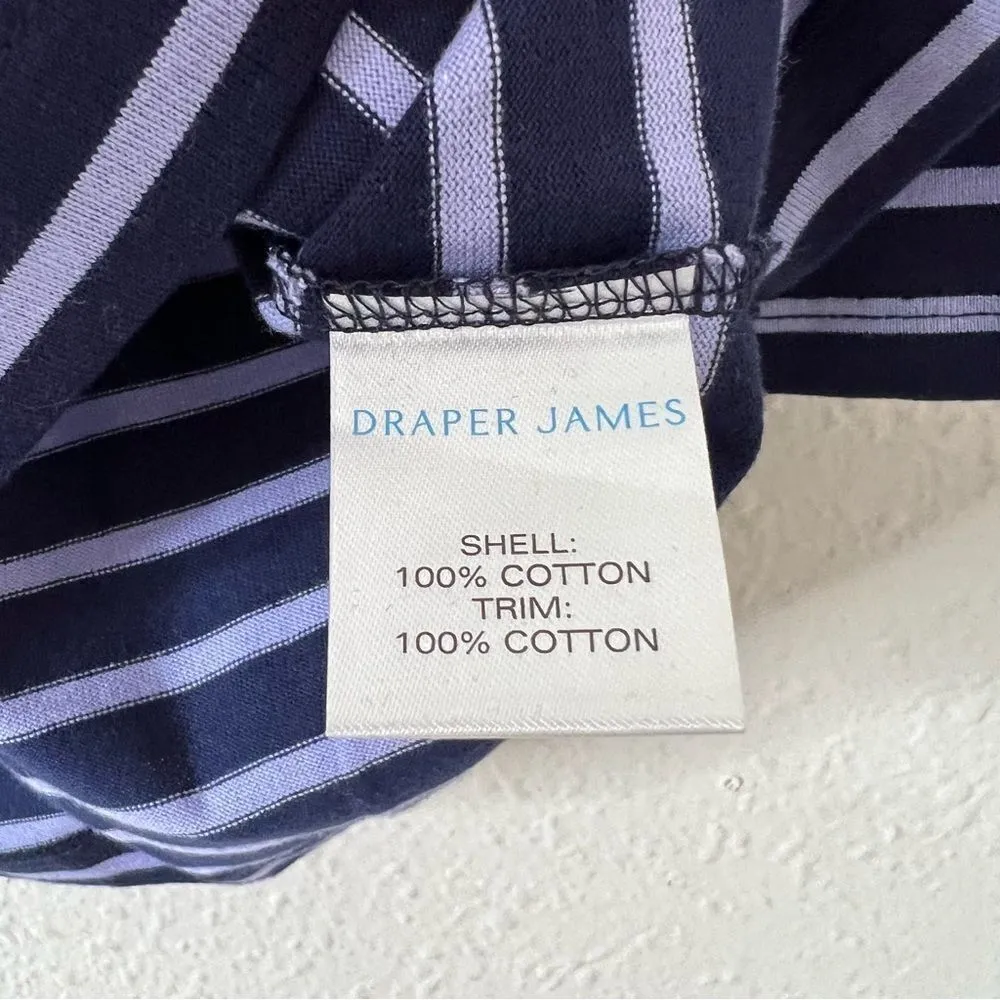 DRAPER JAMES
SHELL:
100% COTTON
TRIM:
100% COTTON